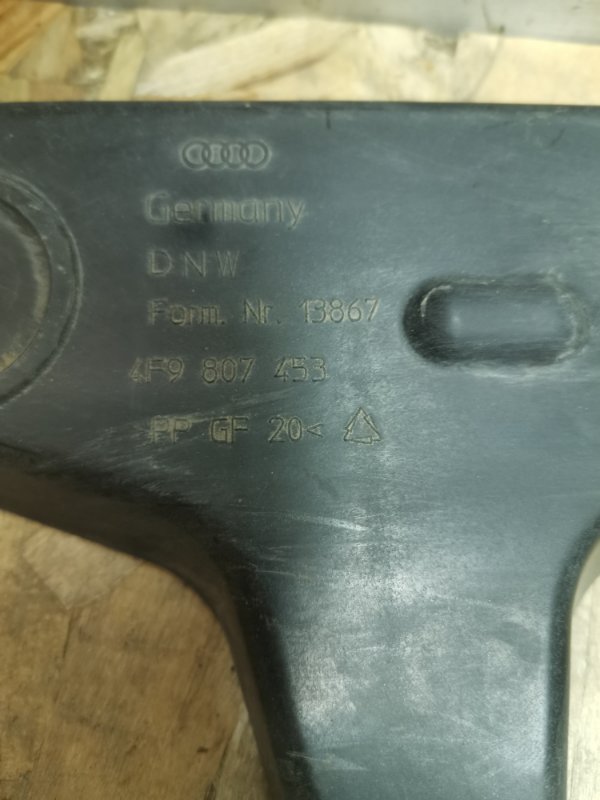 Germany
DNW
Form. Nr. 13867
4F9 807 453
PP GF 20<